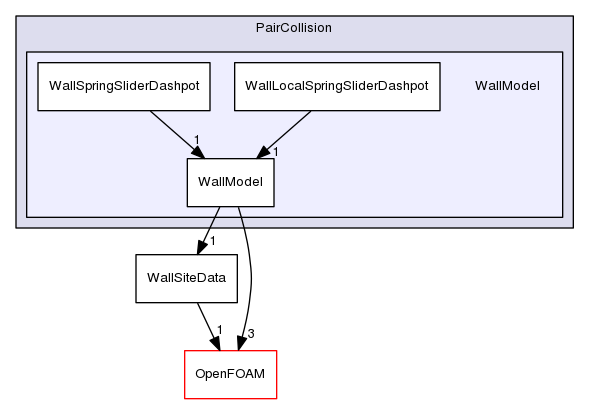 PairCollision
WallSpringSliderDashpot
WallLocalSpringSliderDashpot
WallModel
1
1
WallModel
1
WallSiteData
1
3
OpenFOAM